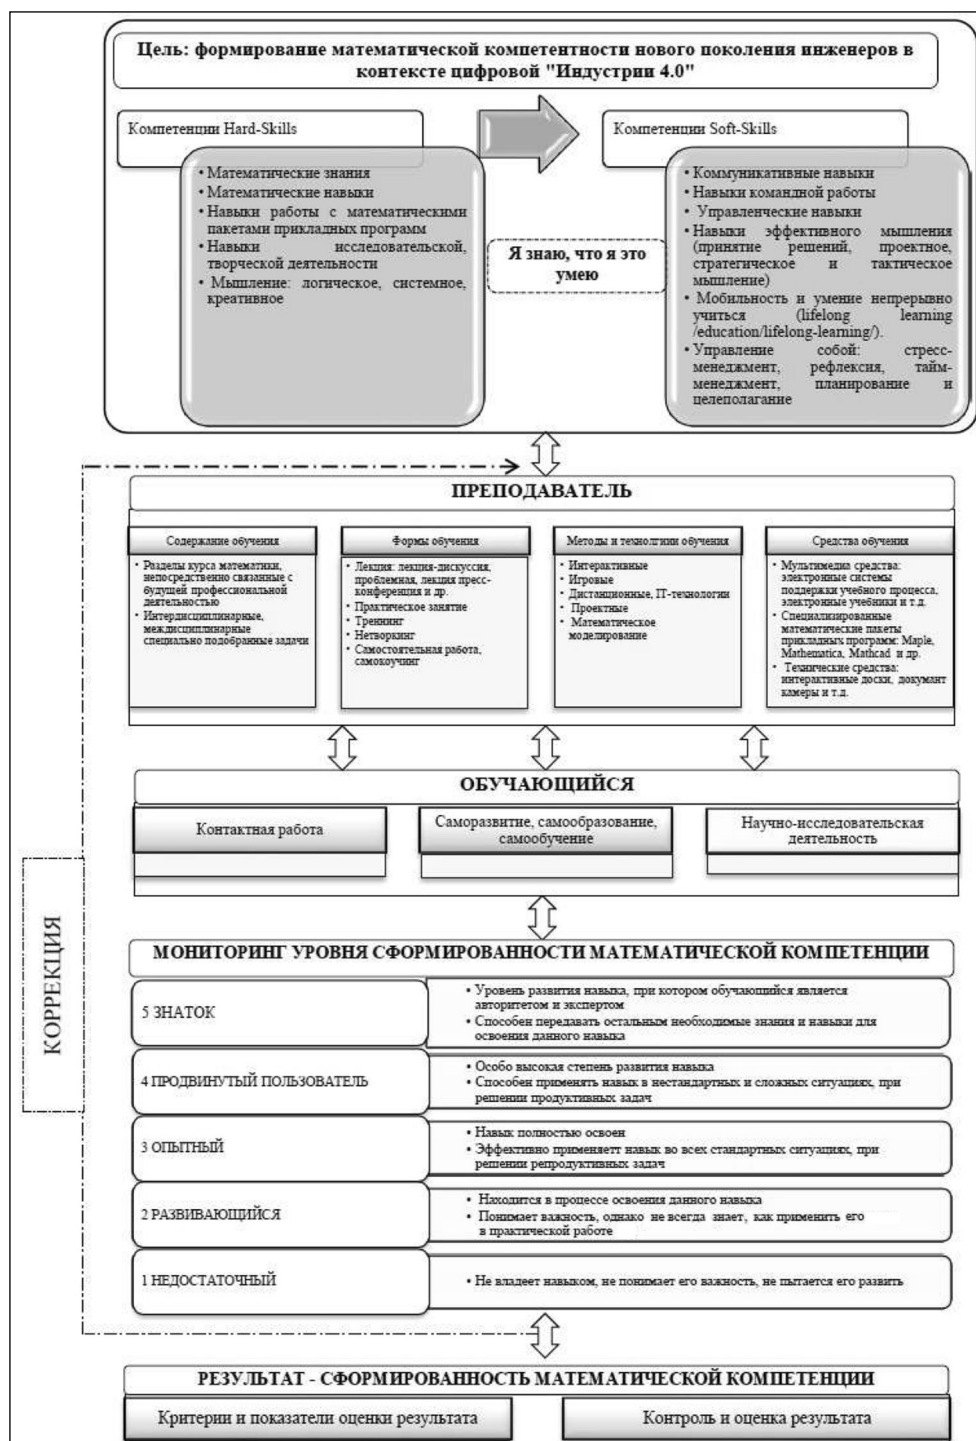 Цель: формирование математической компетентности нового поколения инженеров в
контексте цифровой "Индустрии 4.0"
Компетенции Hard-Skills
• Математические знания
• Математические навыки
• Навыки работы с математическими
пакетами прикладных программ
• Навыки исследовательской,
творческой деятельности
• Мышление: логическое, системное,
креативное
Я знаю, что я это
умею
Компетенции Soft-Skills
• Коммуникативные навыки
• Навыки командной работы
• Управленческие навыки
• Навыки эффективного мышления
(принятие решений, проектное,
стратегическое и тактическое
мышление)
• Мобильность и умение непрерывно
учиться (lifelong learning
/education/lifelong-learning/).
• Управление собой: стресс-
менеджмент, рефлексия, тайм-
менеджмент, планирование и
целеполагание
ПРЕПОДАВАТЕЛЬ
Содержание обучения
• Разделы курса математики,
непосредственно связанные с
будущей профессиональной
деятельностью
• Интердисциплинарные,
междисциплинарные
специально подобранные задачи
Формы обучения
• Лекция: лекция-дискуссия,
проблемная, лекция пресс-
конференция и др.
• Практическое занятие
• Треннинг
• Нетворкинг
• Самостоятельная работа,
самокоучинг
Методы и технолгиии обучения
• Интерактивные
• Игровые
• Дистанционные, IT-технологии
• Проектные
• Математическое
моделирование
Средства обучения
• Мультимедиа средства:
электронные системы
поддержки учебного процесса,
электронные учебники и т.д.
• Специализированные
математические пакеты
прикладных программ: Maple,
Mathematica, Mathcad и др.
• Технические средства:
интерактивные доски, документ
камеры и т.д.
ОБУЧАЮЩИЙСЯ
Контактная работа
Саморазвитие, самообразование,
самообучение
Научно-исследовательская
деятельность
КОРРЕКЦИЯ
МОНИТОРИНГ УРОВНЯ СФОРМИРОВАННОСТИ МАТЕМАТИЧЕСКОЙ КОМПЕТЕНЦИИ
5 ЗНАТОК
• Уровень развития навыка, при котором обучающийся является
авторитетом и экспертом
• Способен передавать остальным необходимые знания и навыки для
освоения данного навыка
4 ПРОДВИНУТЫЙ ПОЛЬЗОВАТЕЛЬ
• Особо высокая степень развития навыка
• Способен применять навык в нестандартных и сложных ситуациях, при
решении продуктивных задач
3 ОПЫТНЫЙ
• Навык полностью освоен
• Эффективно применяетт навык во всех стандартных ситуациях, при
решении репродуктивных задач
2 РАЗВИВАЮЩИЙСЯ
• Находится в процессе освоения данного навыка
• Понимает важность, однако не всегда знает, как применить его
в практической работе
1 НЕДОСТАТОЧНЫЙ
• Не владеет навыком, не понимает его важность, не пытается его развить
РЕЗУЛЬТАТ - СФОРМИРОВАННОСТЬ МАТЕМАТИЧЕСКОЙ КОМПЕТЕНЦИИ
Критерии и показатели оценки результата
Контроль и оценка результата